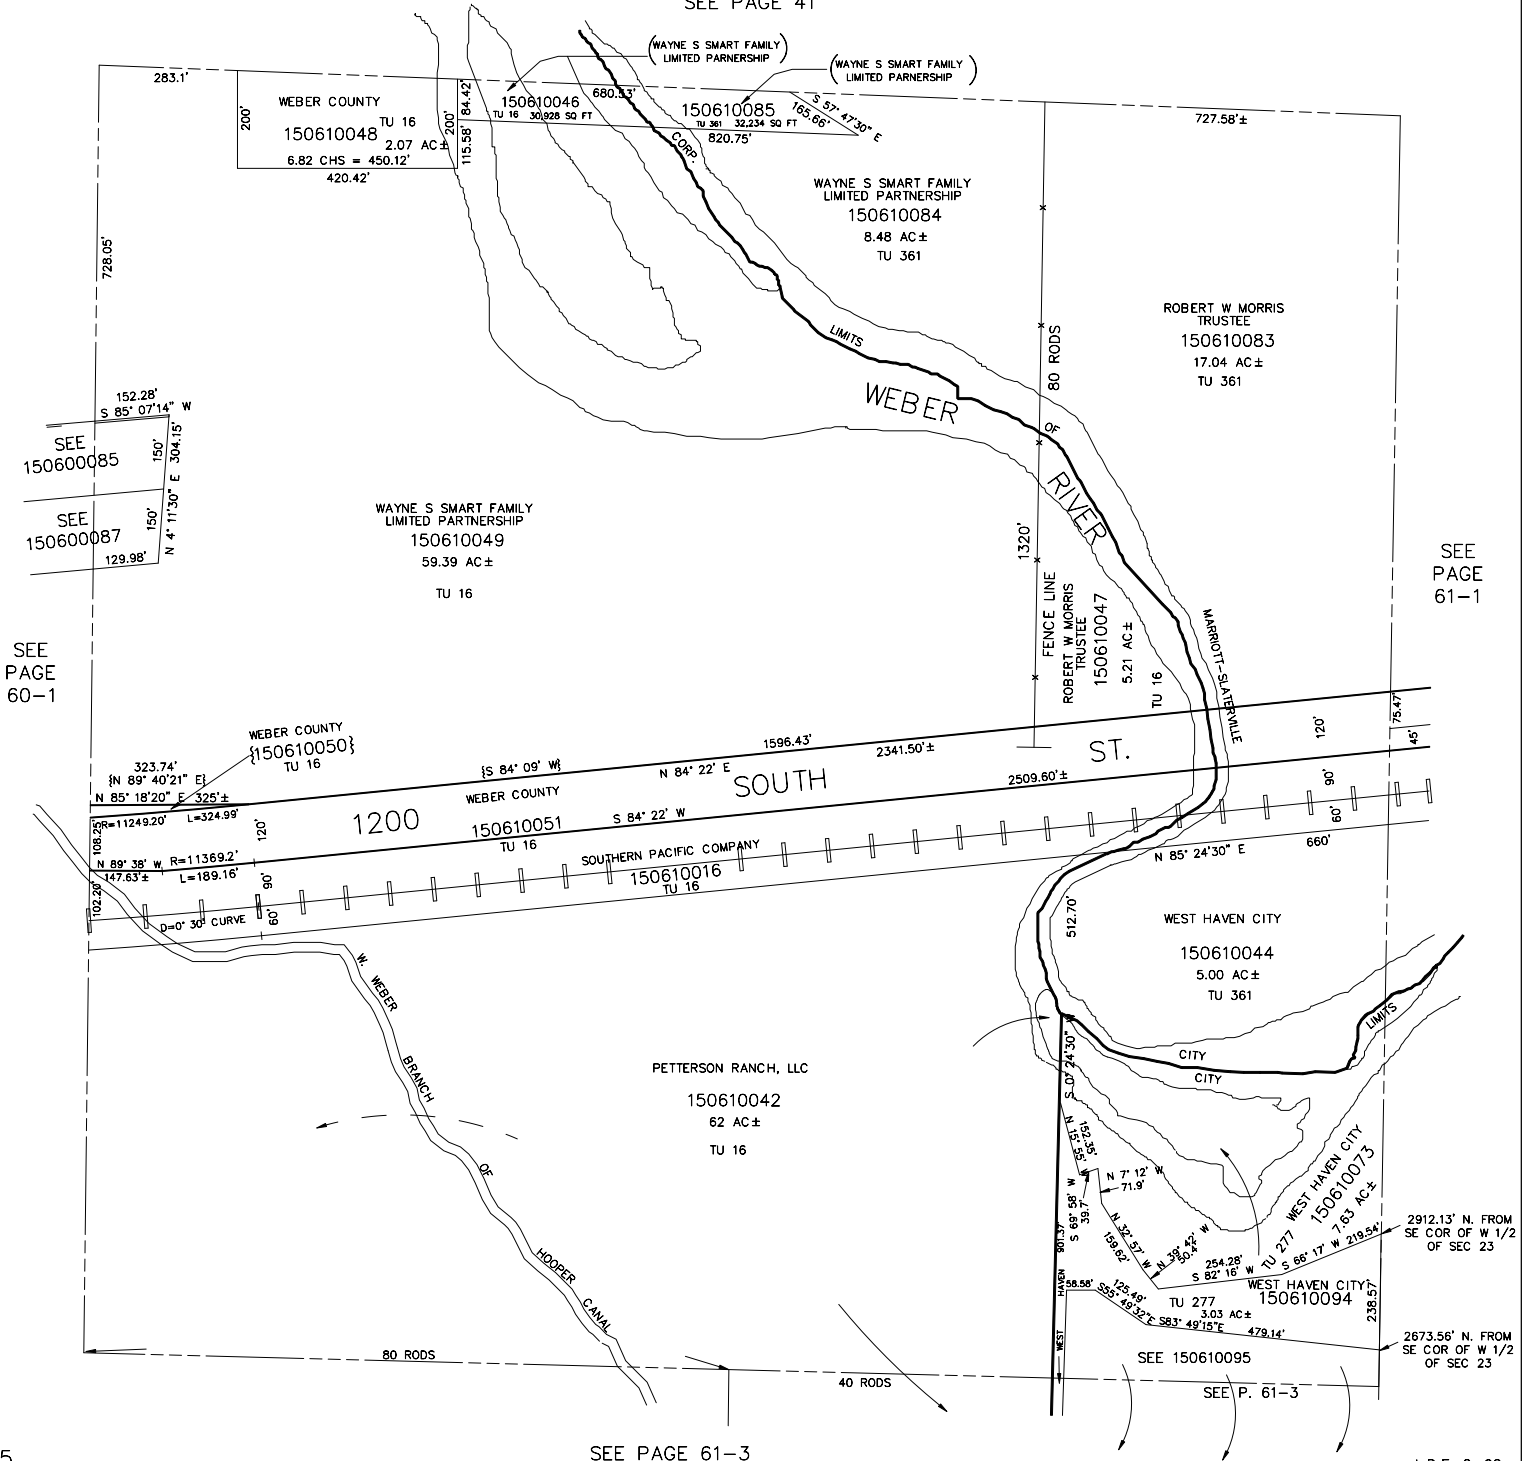 SEE PAGE 41
283.1'
200'
WEBER COUNTY
TU 16
150610048
2.07 AC±
6.82 CHS = 450.12'
420.42'
84.42'
200'
115.58'
(WAYNE S SMART FAMILY
LIMITED PARNERSHIP)
(WAYNE S SMART FAMILY
LIMITED PARNERSHIP)
150610046
TU 16 30,928 SQ FT
680.53'
150610085
TU 361 32,234 SQ FT
820.75'
S 57° 47'30" E
165.66'
727.58'±
CORP.
WAYNE S SMART FAMILY
LIMITED PARTNERSHIP
150610084
8.48 AC±
TU 361
728.05'
ROBERT W MORRIS
TRUSTEE
150610083
17.04 AC±
TU 361
LIMITS
80 RODS
WEBER
OF
RIVER
152.28'
S 85° 07'14" W
SEE
150600085
150'
N 4° 11'30" E 304.15'
SEE
150600087
150'
129.98'
WAYNE S SMART FAMILY
LIMITED PARTNERSHIP
150610049
59.39 AC±
TU 16
1320'
FENCE LINE
ROBERT W MORRIS
TRUSTEE
150610047
5.21 AC±
TU 16
MARRIOTT-SLATERVILLE
SEE
PAGE
61-1
SEE
PAGE
60-1
WEBER COUNTY
{150610050}
TU 16
323.74'
{N 89° 40'21" E}
N 85° 18'20" E 325'±
R=11249.20' L=324.99'
108.25'
120'
N 89° 38' W
R=11369.2'
147.63'±
L=189.16'
102.20'
90'
60'
D=0° 30' CURVE
{S 84° 09' W}
1596.43'
N 84° 22' E
2341.50'±
1200
WEBER COUNTY
150610051
TU 16
SOUTH
ST.
S 84° 22' W
2509.60'±
120'
75.47'
45'
90'
60'
SOUTHERN PACIFIC COMPANY
150610016
TU 16
N 85° 24'30" E
660'
512.70'
WEST HAVEN CITY
150610044
5.00 AC±
TU 361
W. WEBER
BRANCH
OF
HOOPER
CANAL
PETTERSON RANCH, LLC
150610042
62 AC±
TU 16
LIMITS
CITY
CITY
S 0° 24'30" W
N 15° 55' W
152.35'
N 7° 12' W
71.9'
S 69° 58' W
39.7'
N 32° 57' W
159.62'
N 39° 42' W
901.37'
254.28'
S 82° 16' W
S 66° 17' W 219.54'
TU 277 WEST HAVEN CITY
150610073
7.63 AC±
2912.13' N. FROM
SE COR OF W 1/2
OF SEC 23
WEST HAVEN
58.58'
125.49'
S55° 49'32"E
WEST HAVEN CITY
150610094
TU 277
3.03 AC±
S83° 49'15"E
479.14'
238.57'
2673.56' N. FROM
SE COR OF W 1/2
OF SEC 23
SEE 150610095
SEE P. 61-3
80 RODS
40 RODS
SEE PAGE 61-3
5